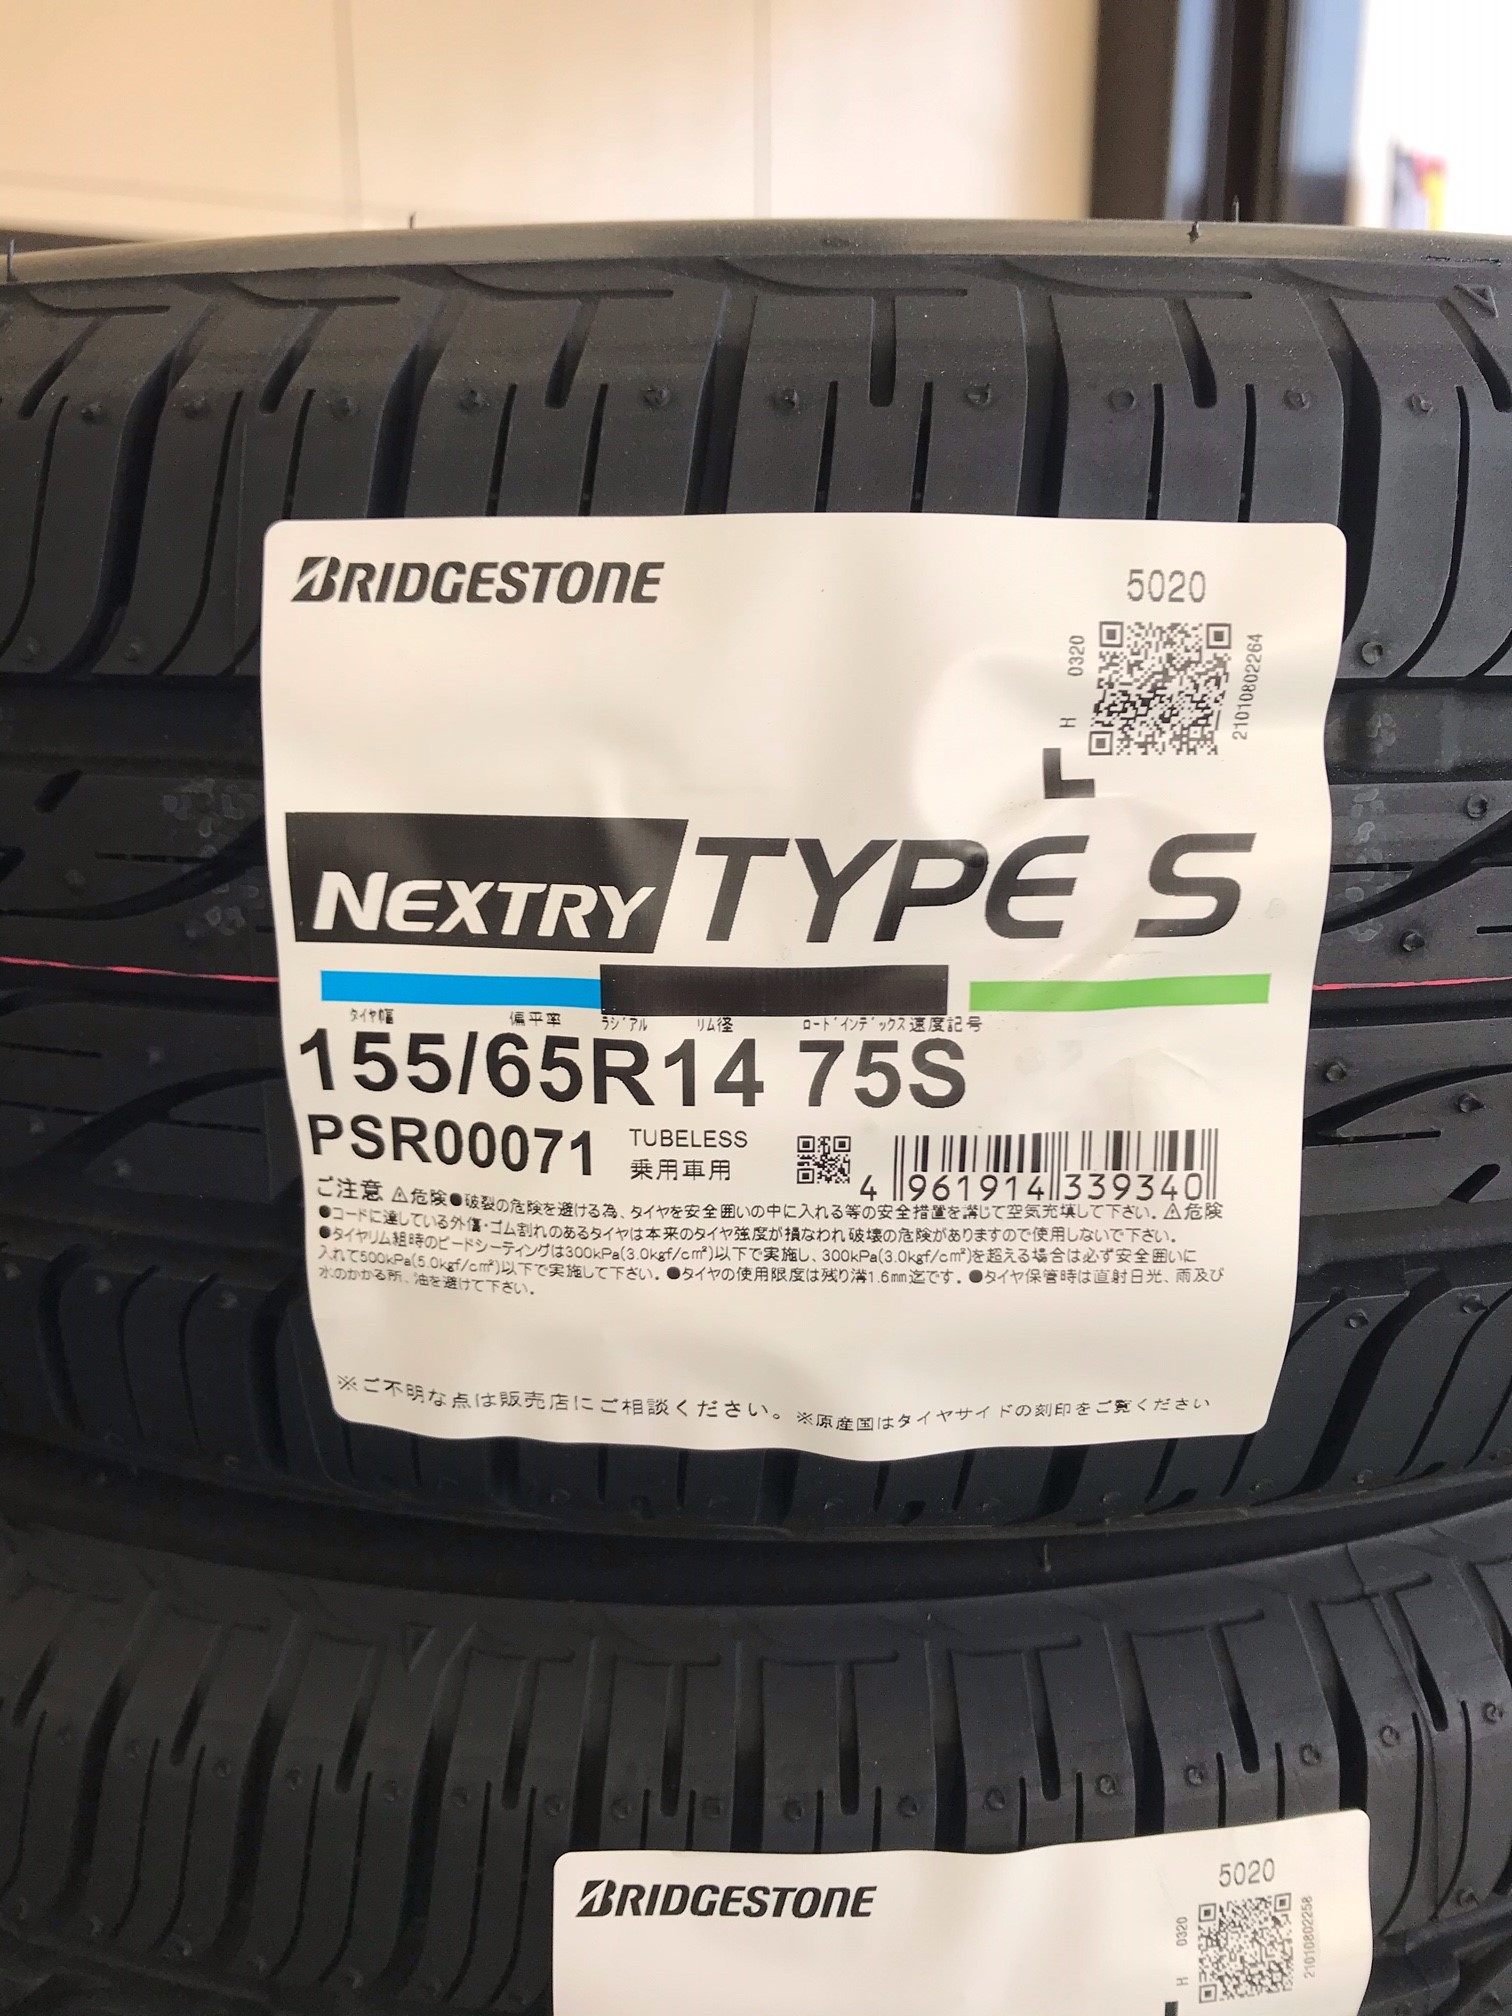 BRIDGESTONE
5020
H 0320
21010802264
L
NEXTRY TYPE S
タイヤ幅 偏平率 ラジアル リム径 ロードインデックス 速度記号
155/65R14 75S
PSR00071 TUBELESS
乗用車用
4 961914 339340
ご注意 ⚠危険●破裂の危険を避ける為、タイヤを安全囲いの中に入れる等の安全措置を講じて空気充填して下さい。⚠危険
●コードに達している外傷・ゴム割れのあるタイヤは本来のタイヤ強度が損なわれ破壊の危険がありますので使用しないで下さい。
●タイヤリム組時のビードシーティングは300kPa(3.0kgf/cm²)以下で実施し、300kPa(3.0kgf/cm²)を超える場合は必ず安全囲いに
入れて500kPa(5.0kgf/cm²)以下で実施して下さい。●タイヤの使用限度は残り溝1.6mm迄です。●タイヤ保管時は直射日光、雨及び
水のかかる所、油を避けて下さい。
※ご不明な点は販売店にご相談ください。※原産国はタイヤサイドの刻印をご覧ください
BRIDGESTONE
5020
H 0320
21010802258